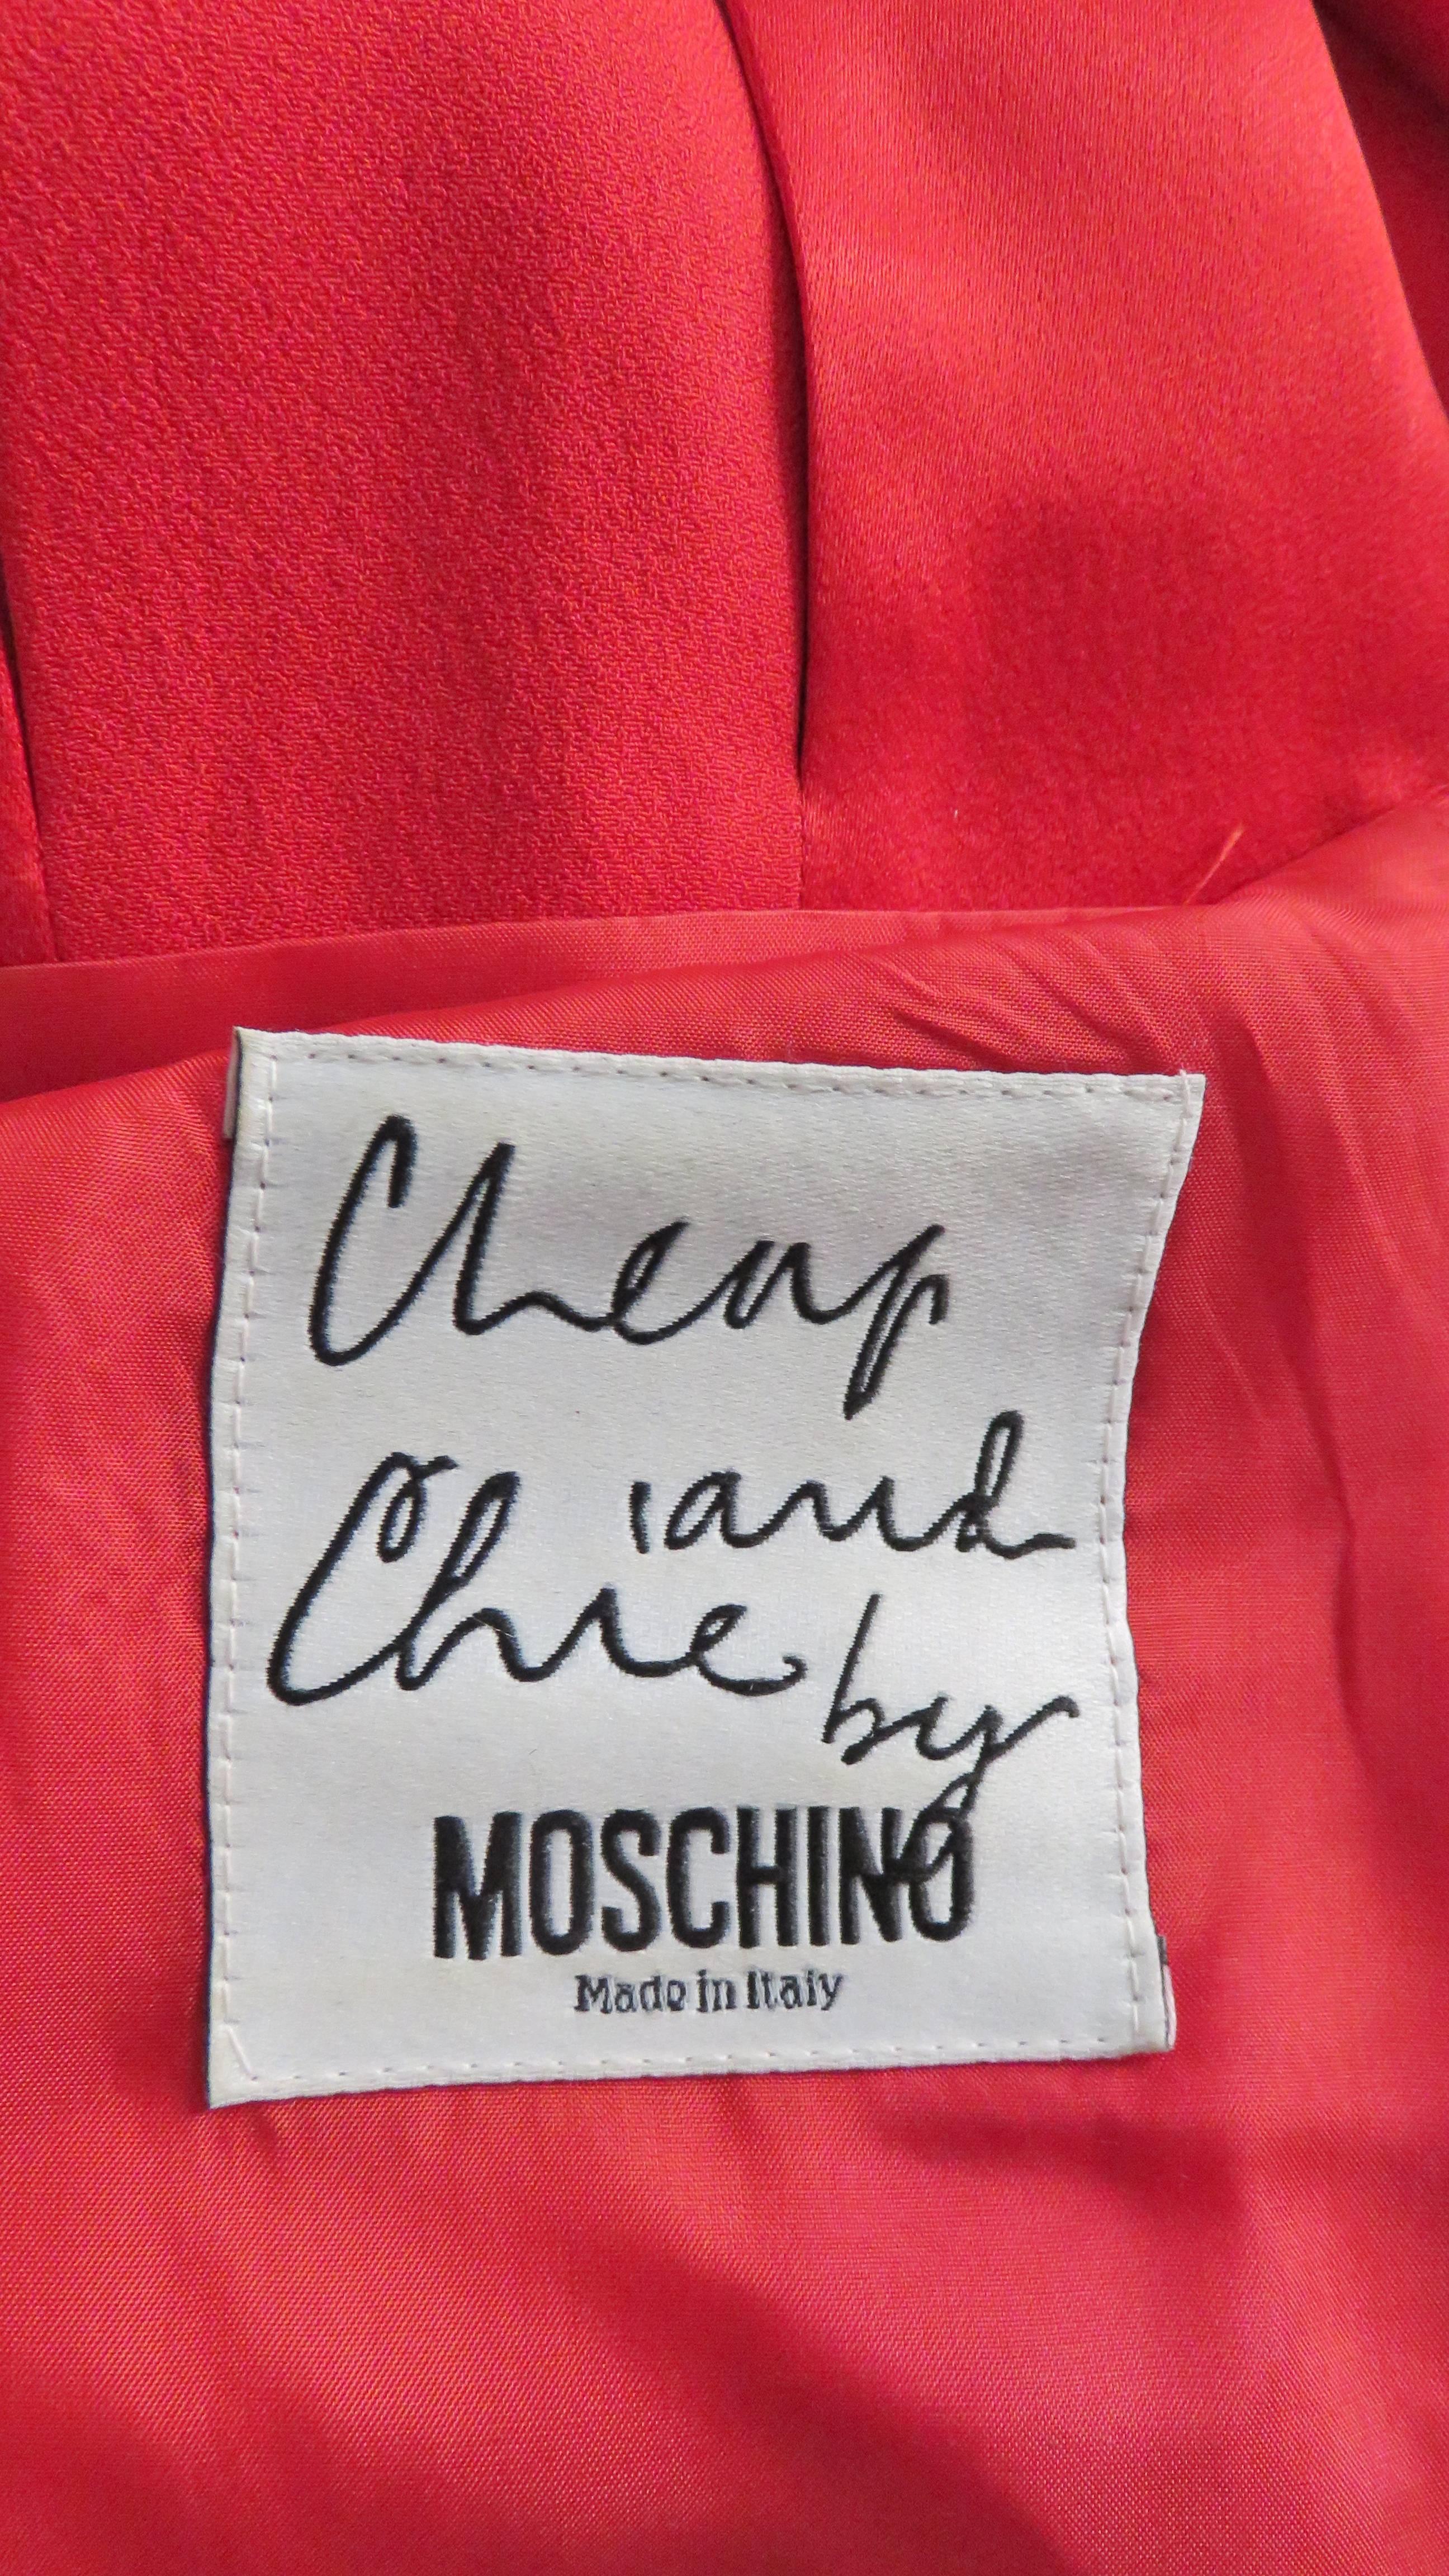 Cheap
and
Chic by
MOSCHINO
Made in Italy